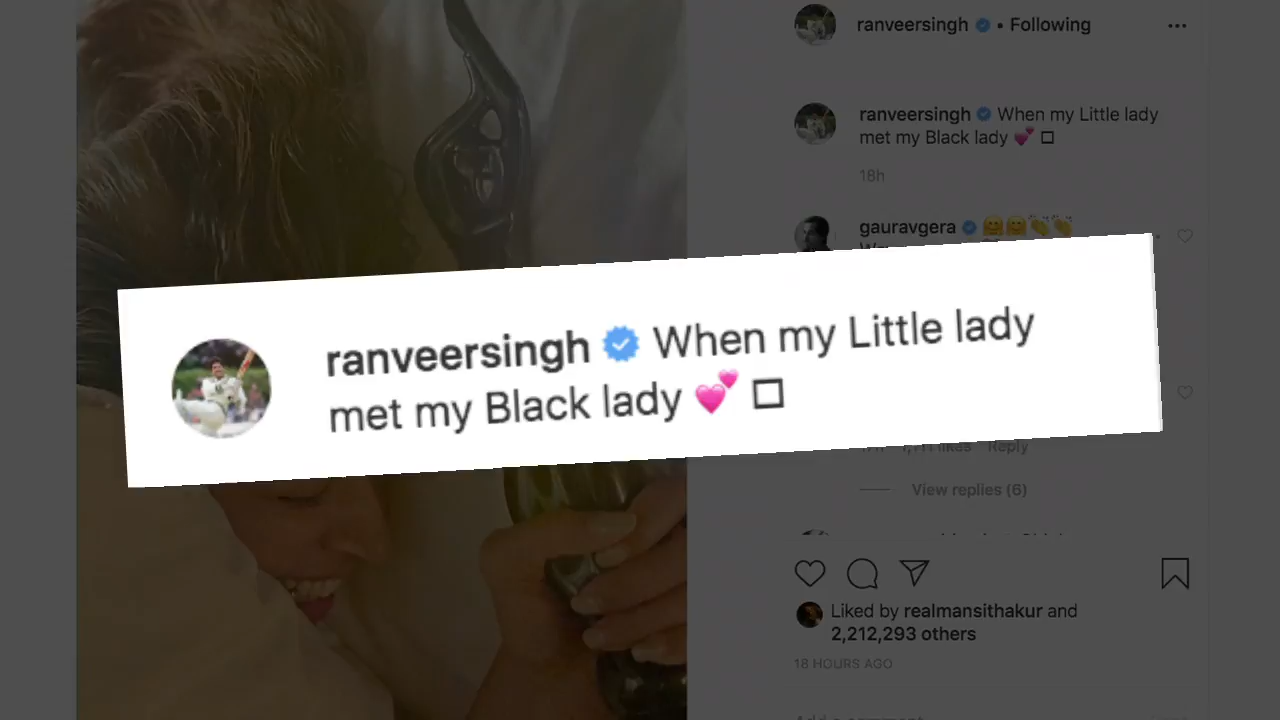 ranveersingh • Following
ranveersingh When my Little lady
met my Black lady 💕 □
18h
gauravgera 🤗🤗👏👏
ranveersingh When my Little lady
met my Black lady 💕 □
Reply
View replies (6)
Liked by realmansithakur and
2,212,293 others
18 HOURS AGO